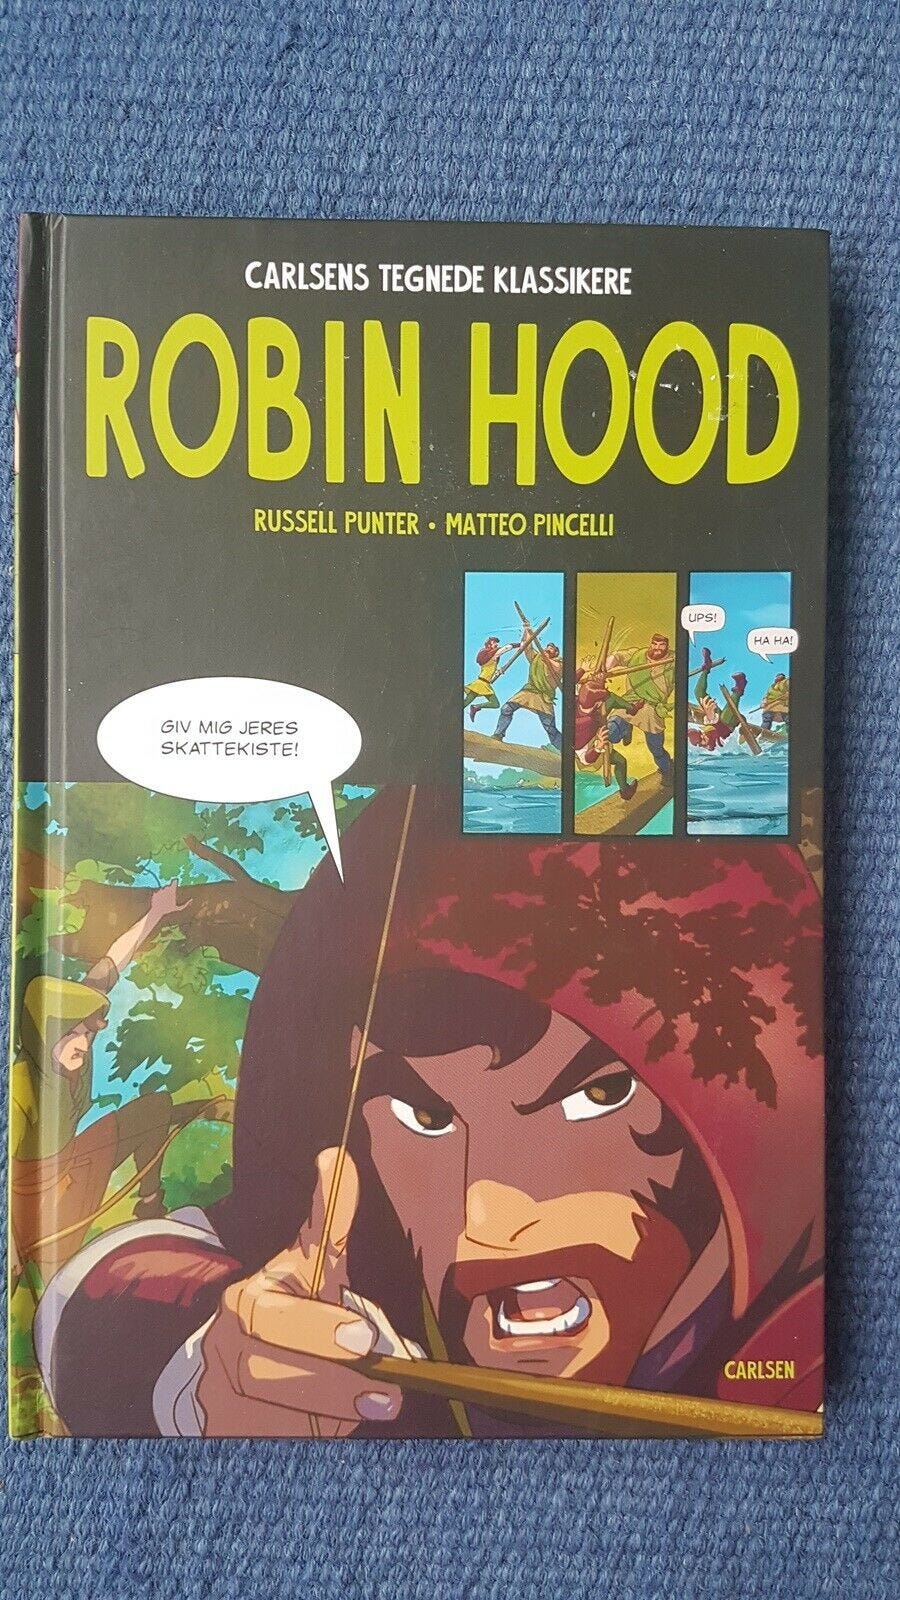 CARLSENS TEGNEDE KLASSIKERE
ROBIN HOOD
RUSSELL PUNTER • MATTEO PINCELLI
UPS!
HA HA!
GIV MIG JERES
SKATTEKISTE!
CARLSEN